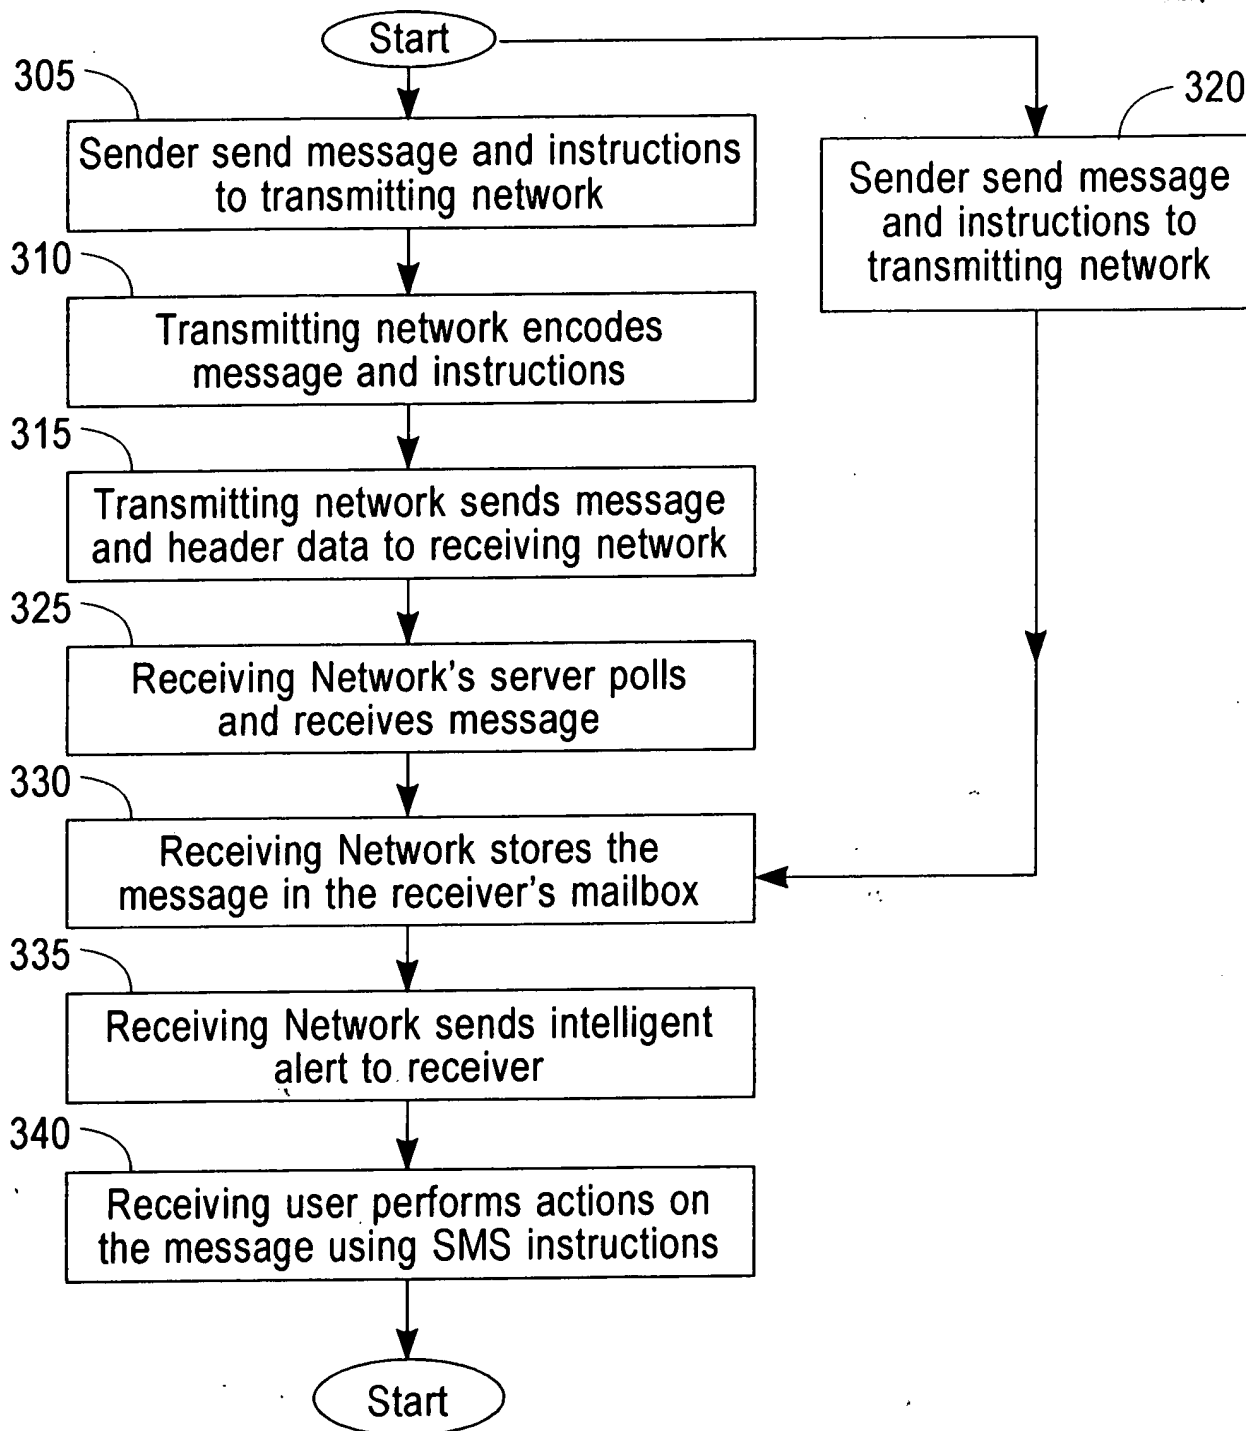 Start
305
Sender send message and instructions
to transmitting network
320
Sender send message
and instructions to
transmitting network
310
Transmitting network encodes
message and instructions
315
Transmitting network sends message
and header data to receiving network
325
Receiving Network's server polls
and receives message
330
Receiving Network stores the
message in the receiver's mailbox
335
Receiving Network sends intelligent
alert to receiver
340
Receiving user performs actions on
the message using SMS instructions
Start